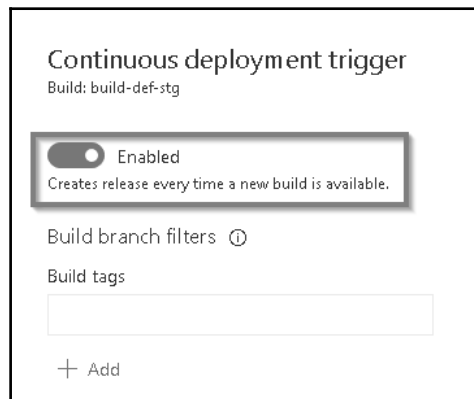 Continuous deployment trigger
Build: build-def-stg
Enabled
Creates release every time a new build is available.
Build branch filters
Build tags
Add